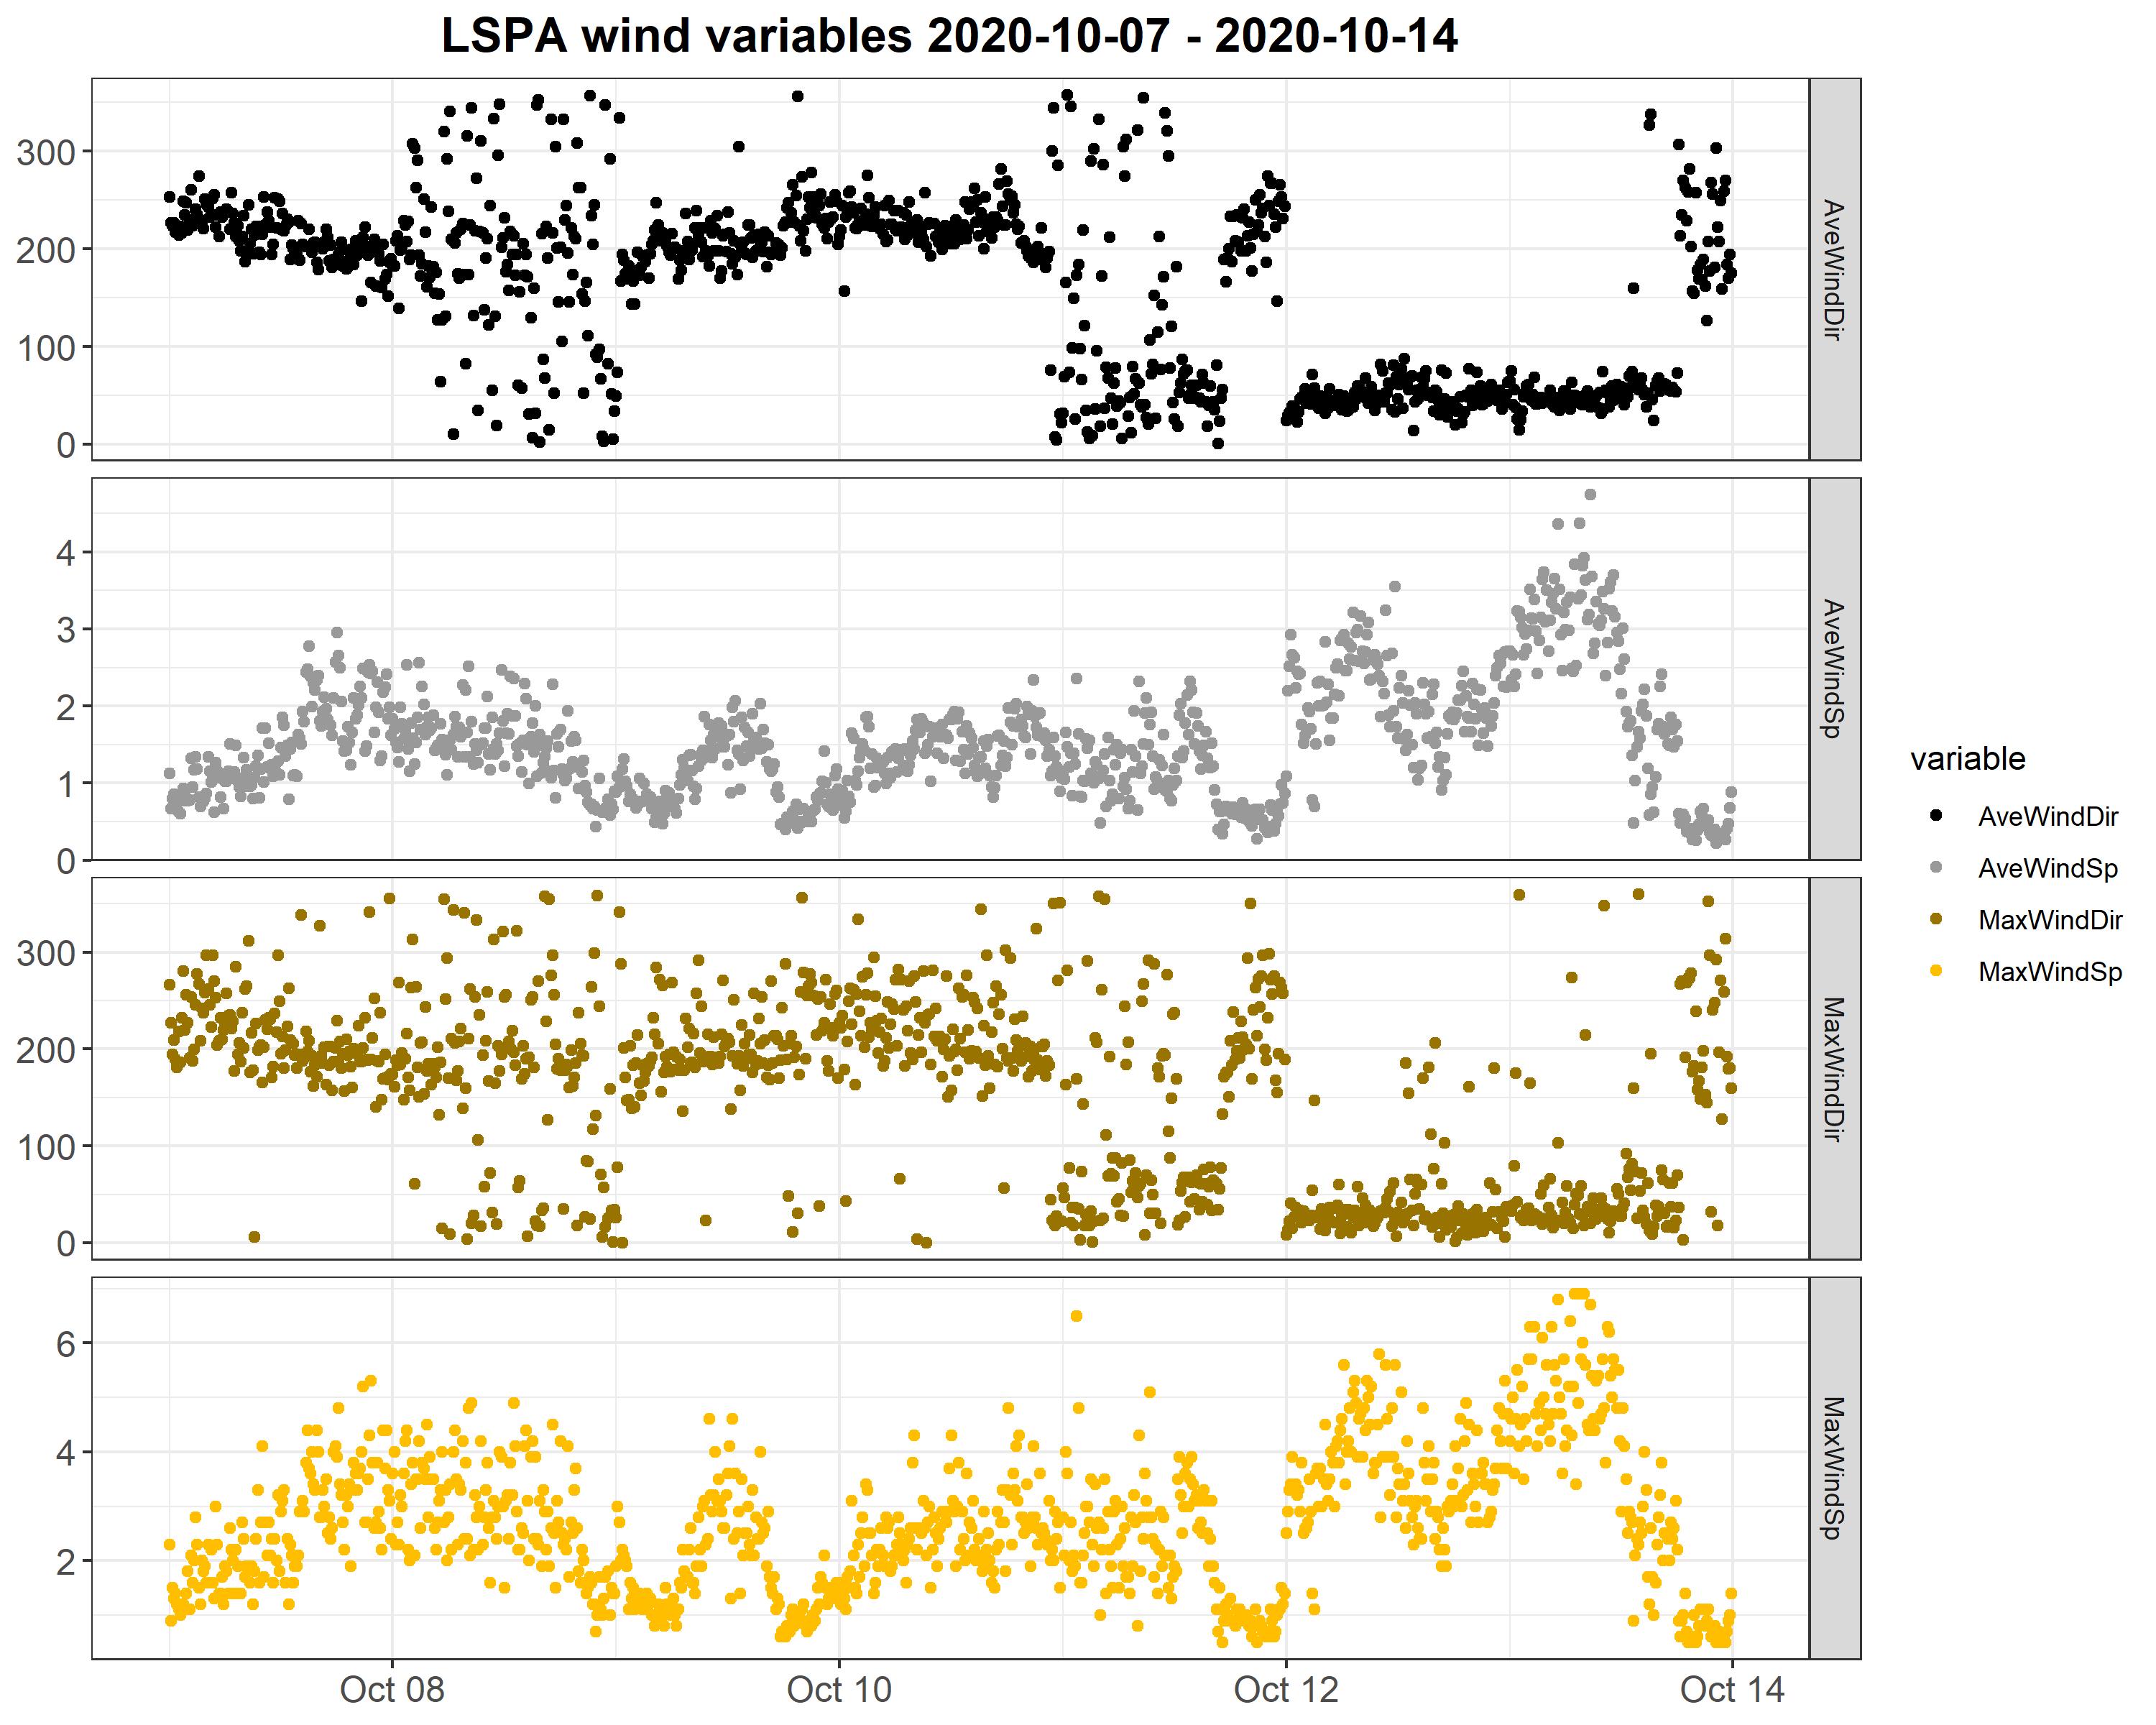 LSPA wind variables 2020-10-07 - 2020-10-14
300
200
100
0
AveWindDir
4
3
2
1
0
AveWindSp
300
200
100
0
MaxWindDir
6
4
2
MaxWindSp
Oct 08
Oct 10
Oct 12
Oct 14
variable
AveWindDir
AveWindSp
MaxWindDir
MaxWindSp